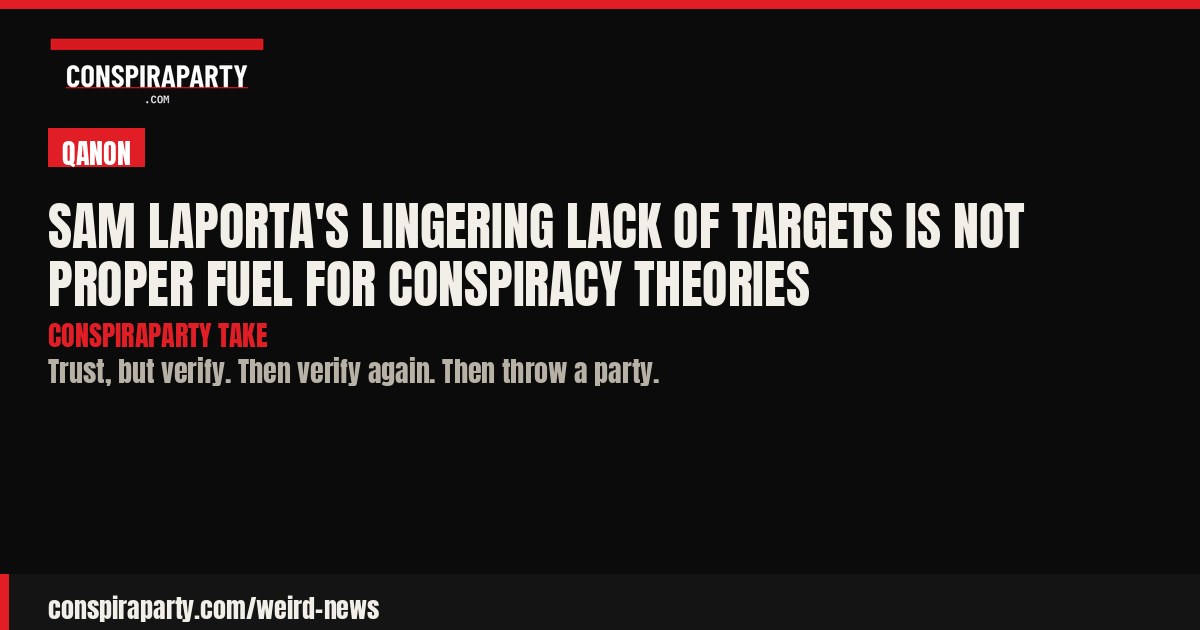 CONSPIRAPARTY
.COM
QANON
SAM LAPORTA'S LINGERING LACK OF TARGETS IS NOT
PROPER FUEL FOR CONSPIRACY THEORIES
CONSPIRAPARTY TAKE
Trust, but verify. Then verify again. Then throw a party.
conspiraparty.com/weird-news